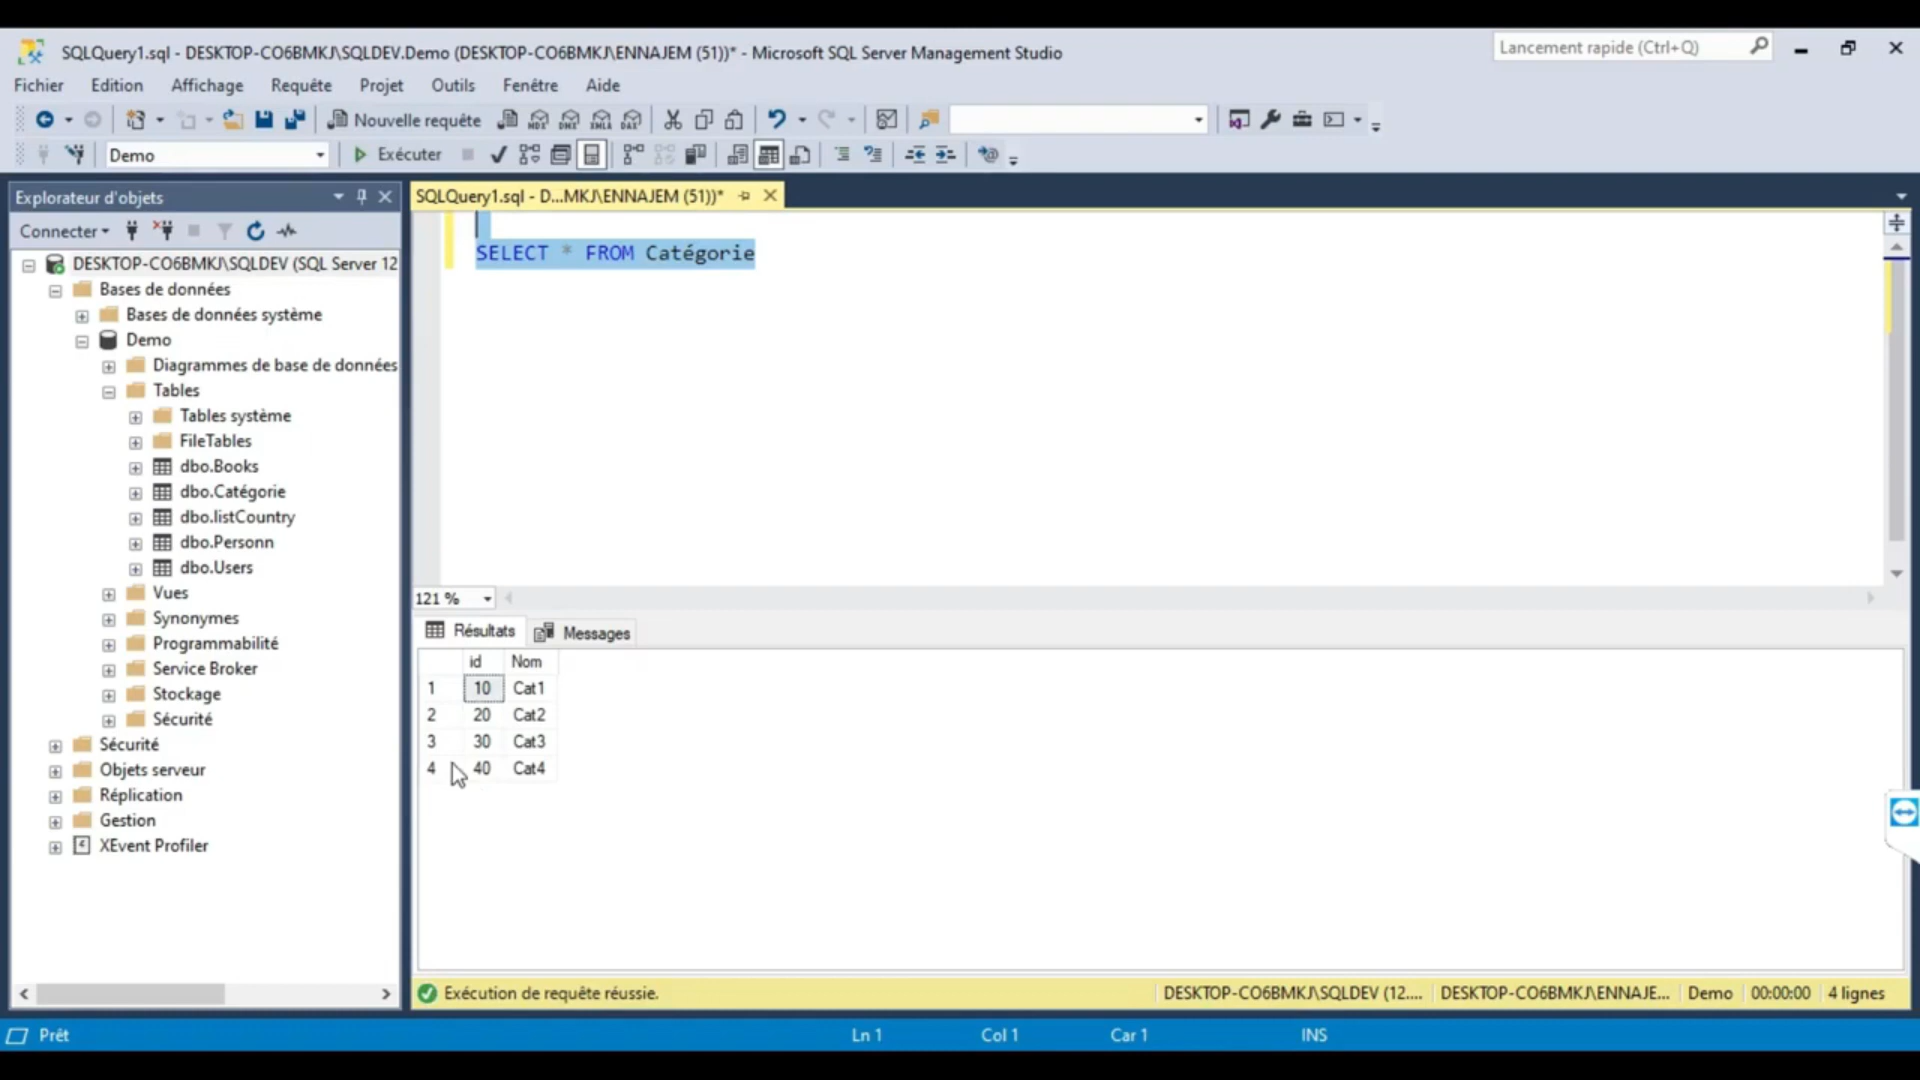 SQLQuery1.sql - DESKTOP-CO6BMKJ\SQLDEV.Demo (DESKTOP-CO6BMKJ\ENNAJEM (51))* - Microsoft SQL Server Management Studio
Lancement rapide (Ctrl+Q)
Fichier Edition Affichage Requête Projet Outils Fenêtre Aide
Nouvelle requête MDX DMX XMLA DAX
Demo Exécuter
Explorateur d'objets
SQLQuery1.sql - D...MKJ\ENNAJEM (51))*
Connecter
SELECT * FROM Catégorie
DESKTOP-CO6BMKJ\SQLDEV (SQL Server 12
Bases de données
Bases de données système
Demo
Diagrammes de base de données
Tables
Tables système
FileTables
dbo.Books
dbo.Catégorie
dbo.listCountry
dbo.Personn
dbo.Users
Vues
Synonymes
Programmabilité
Service Broker
Stockage
Sécurité
Sécurité
Objets serveur
Réplication
Gestion
XEvent Profiler
121 %
Résultats Messages
id Nom
1 10 Cat1
2 20 Cat2
3 30 Cat3
4 40 Cat4
Exécution de requête réussie. DESKTOP-CO6BMKJ\SQLDEV (12.... DESKTOP-CO6BMKJ\ENNAJE... Demo 00:00:00 4 lignes
Prêt Ln 1 Col 1 Car 1 INS